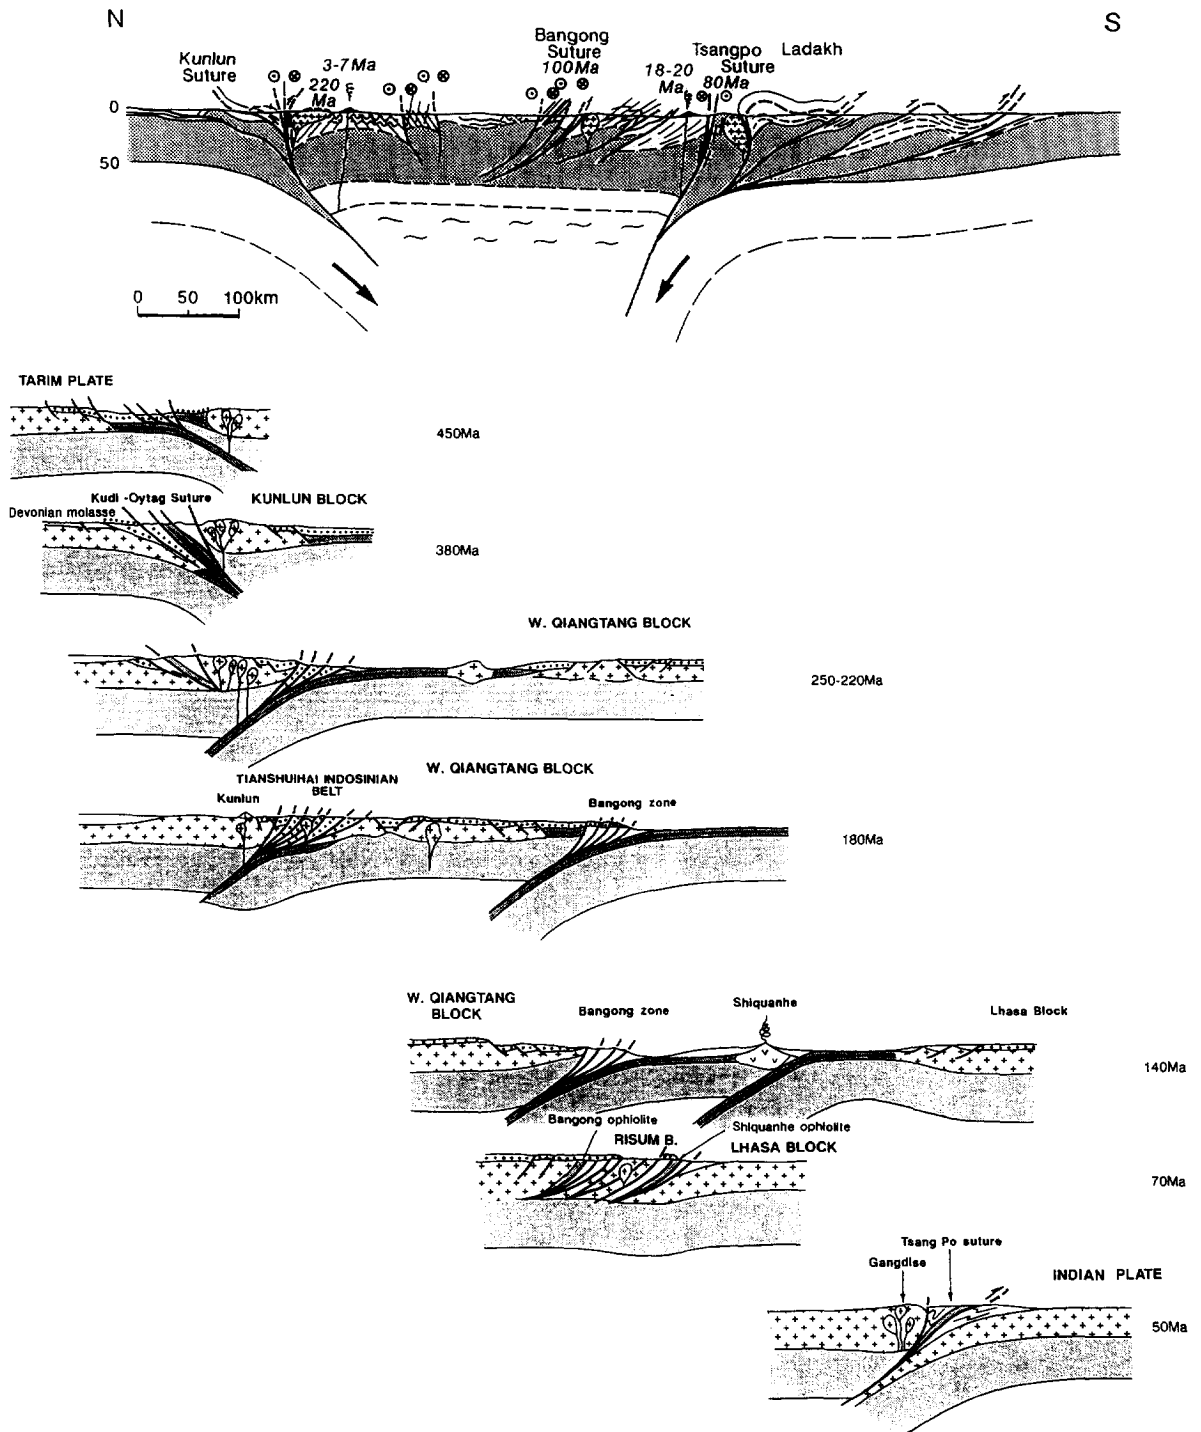 N
S
Kunlun
Suture
3-7Ma
220
Ma
Bangong
Suture
100Ma
18-20
Ma
Tsangpo
Suture
80Ma
Ladakh
0
50
0 50 100km
TARIM PLATE
450Ma
Kudi -Oytag Suture
KUNLUN BLOCK
Devonian molasse
380Ma
W. QIANGTANG BLOCK
250-220Ma
TIANSHUIHAI INDOSINIAN
BELT
W. QIANGTANG BLOCK
Kunlun
Bangong zone
180Ma
W. QIANGTANG
BLOCK
Bangong zone
Shiquanhe
Lhasa Block
140Ma
Bangong ophiolite
RISUM B.
Shiquanhe ophiolite
LHASA BLOCK
70Ma
Tsang Po suture
Gangdise
INDIAN PLATE
50Ma